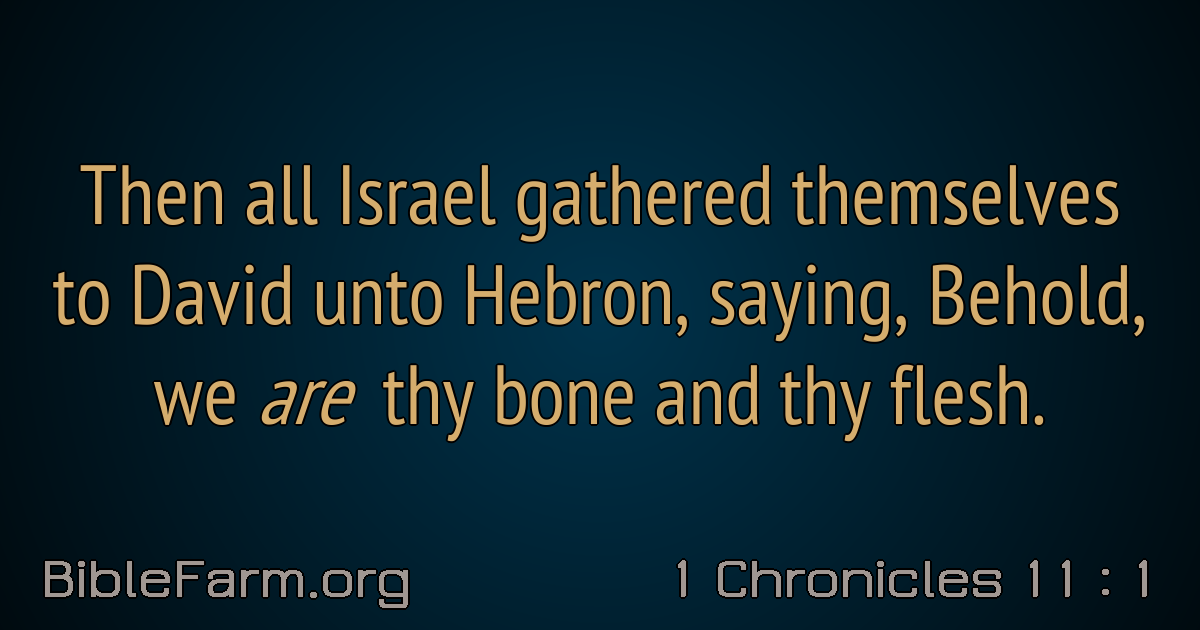 Then all Israel gathered themselves
to David unto Hebron, saying, Behold,
we are thy bone and thy flesh.
BibleFarm.org
1 Chronicles 11 : 1